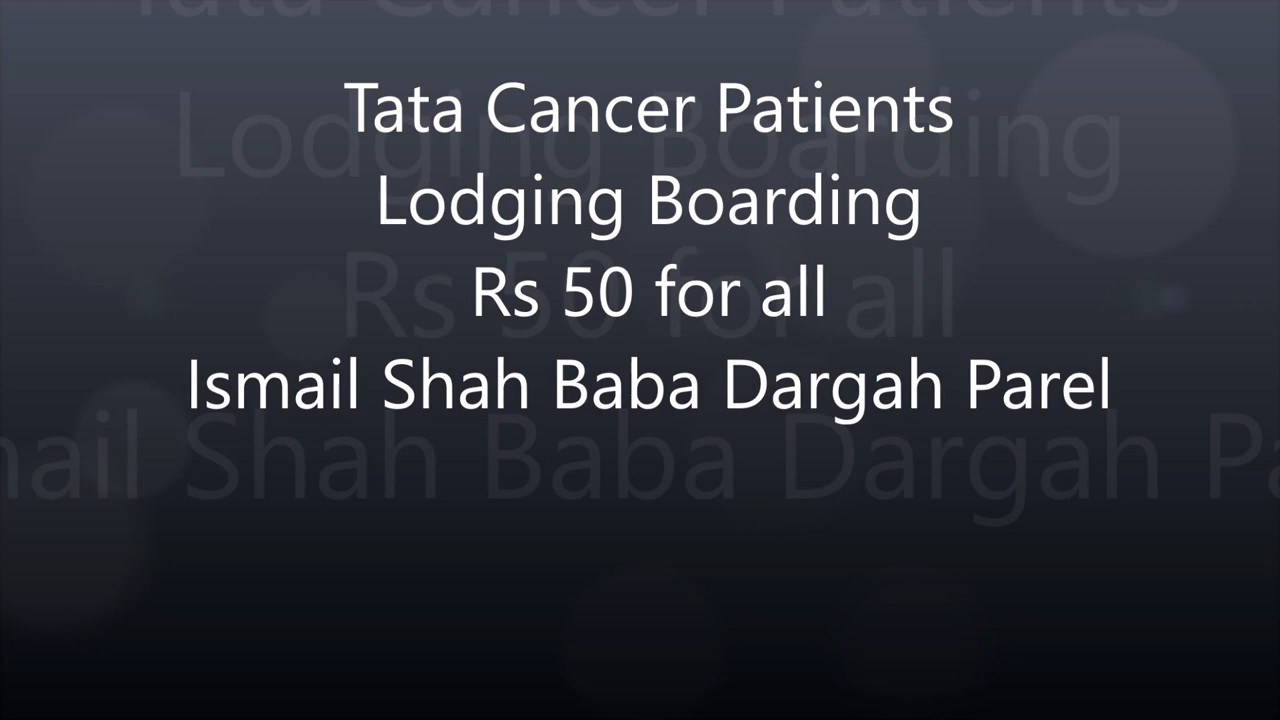 Tata Cancer Patients
Lodging Boarding
Rs 50 for all
Ismail Shah Baba Dargah Parel